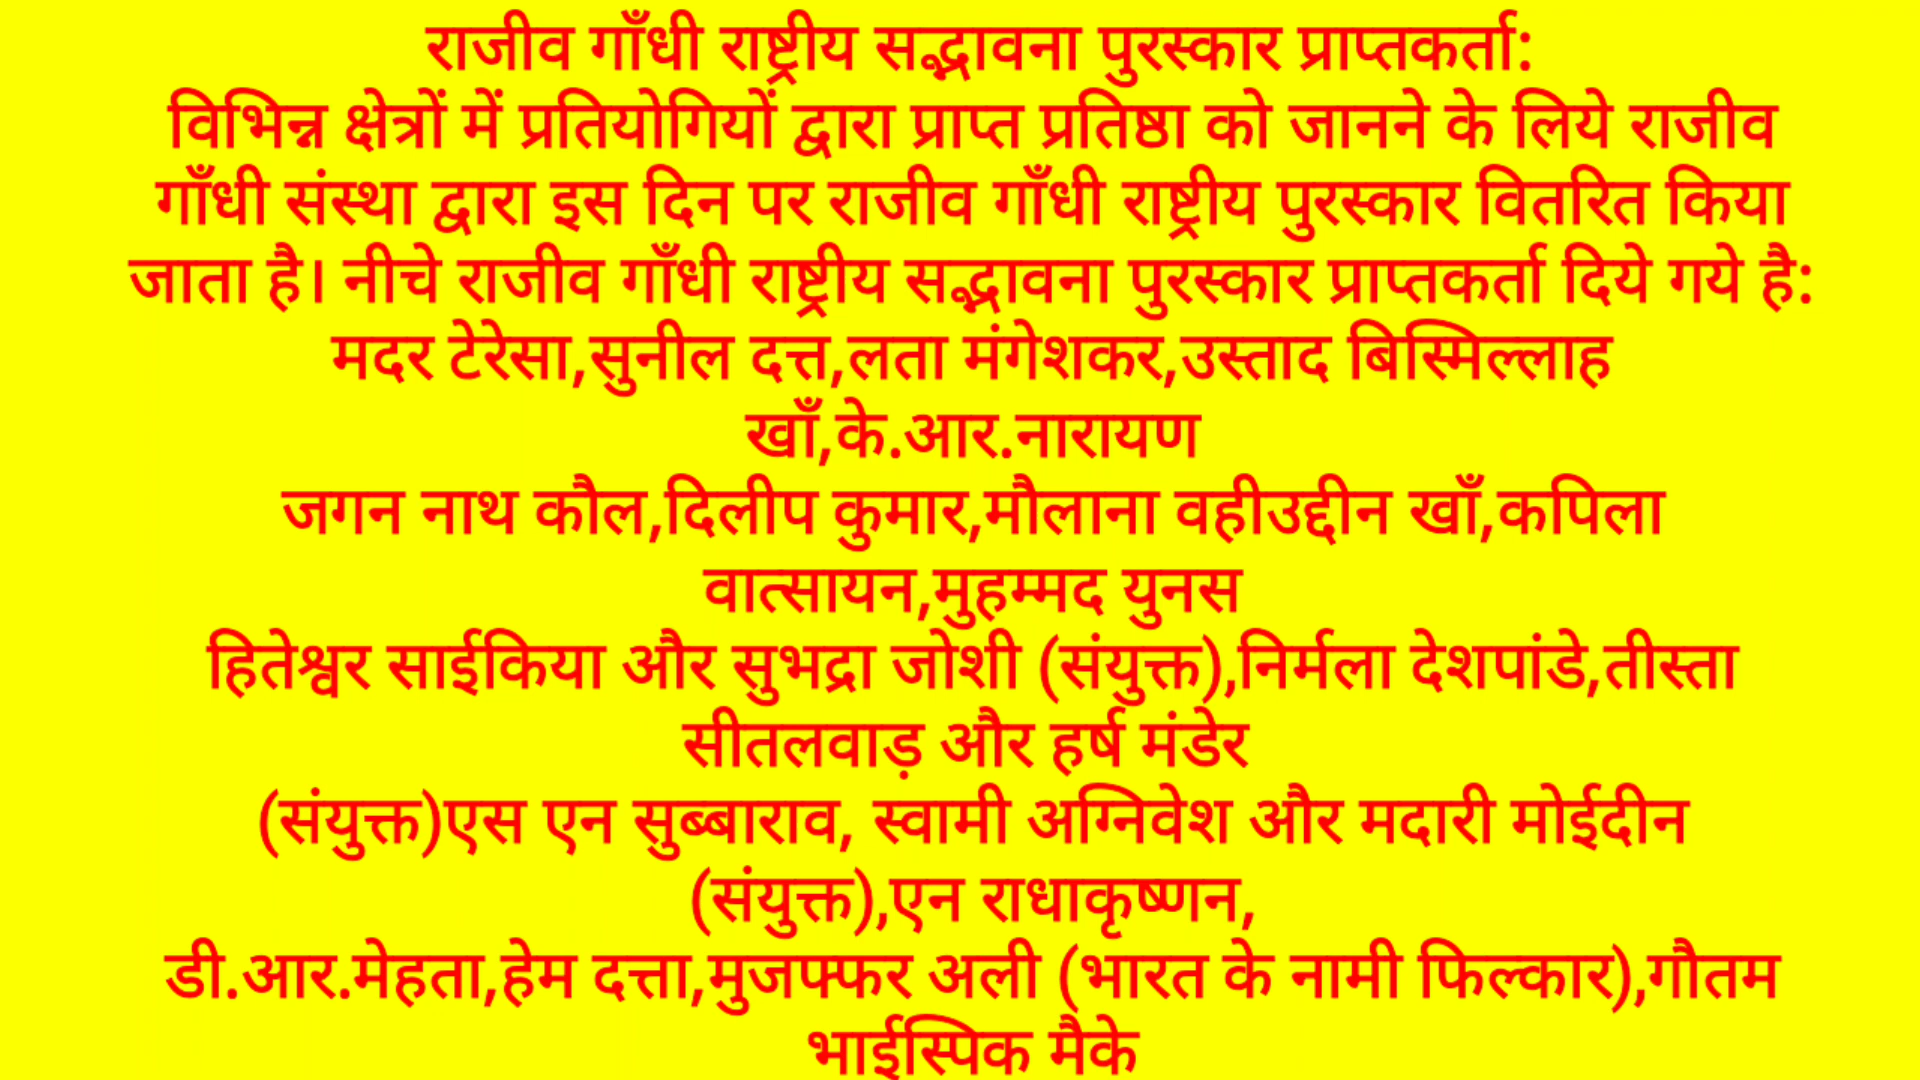 राजीव गाँधी राष्ट्रीय सद्भावना पुरस्कार प्राप्तकर्ता:
विभिन्न क्षेत्रों में प्रतियोगियों द्वारा प्राप्त प्रतिष्ठा को जानने के लिये राजीव
गाँधी संस्था द्वारा इस दिन पर राजीव गाँधी राष्ट्रीय पुरस्कार वितरित किया
जाता है। नीचे राजीव गाँधी राष्ट्रीय सद्भावना पुरस्कार प्राप्तकर्ता दिये गये है:
मदर टेरेसा,सुनील दत्त,लता मंगेशकर,उस्ताद बिस्मिल्लाह
खाँ,के.आर.नारायण
जगन नाथ कौल,दिलीप कुमार,मौलाना वहीउद्दीन खाँ,कपिला
वात्सायन,मुहम्मद युनस
हितेश्वर साईकिया और सुभद्रा जोशी (संयुक्त),निर्मला देशपांडे,तीस्ता
सीतलवाड़ और हर्ष मंडेर
(संयुक्त)एस एन सुब्बाराव, स्वामी अग्निवेश और मदारी मोईदीन
(संयुक्त),एन राधाकृष्णन,
डी.आर.मेहता,हेम दत्ता,मुजफ्फर अली (भारत के नामी फिल्कार),गौतम
भाईस्पिक मैके